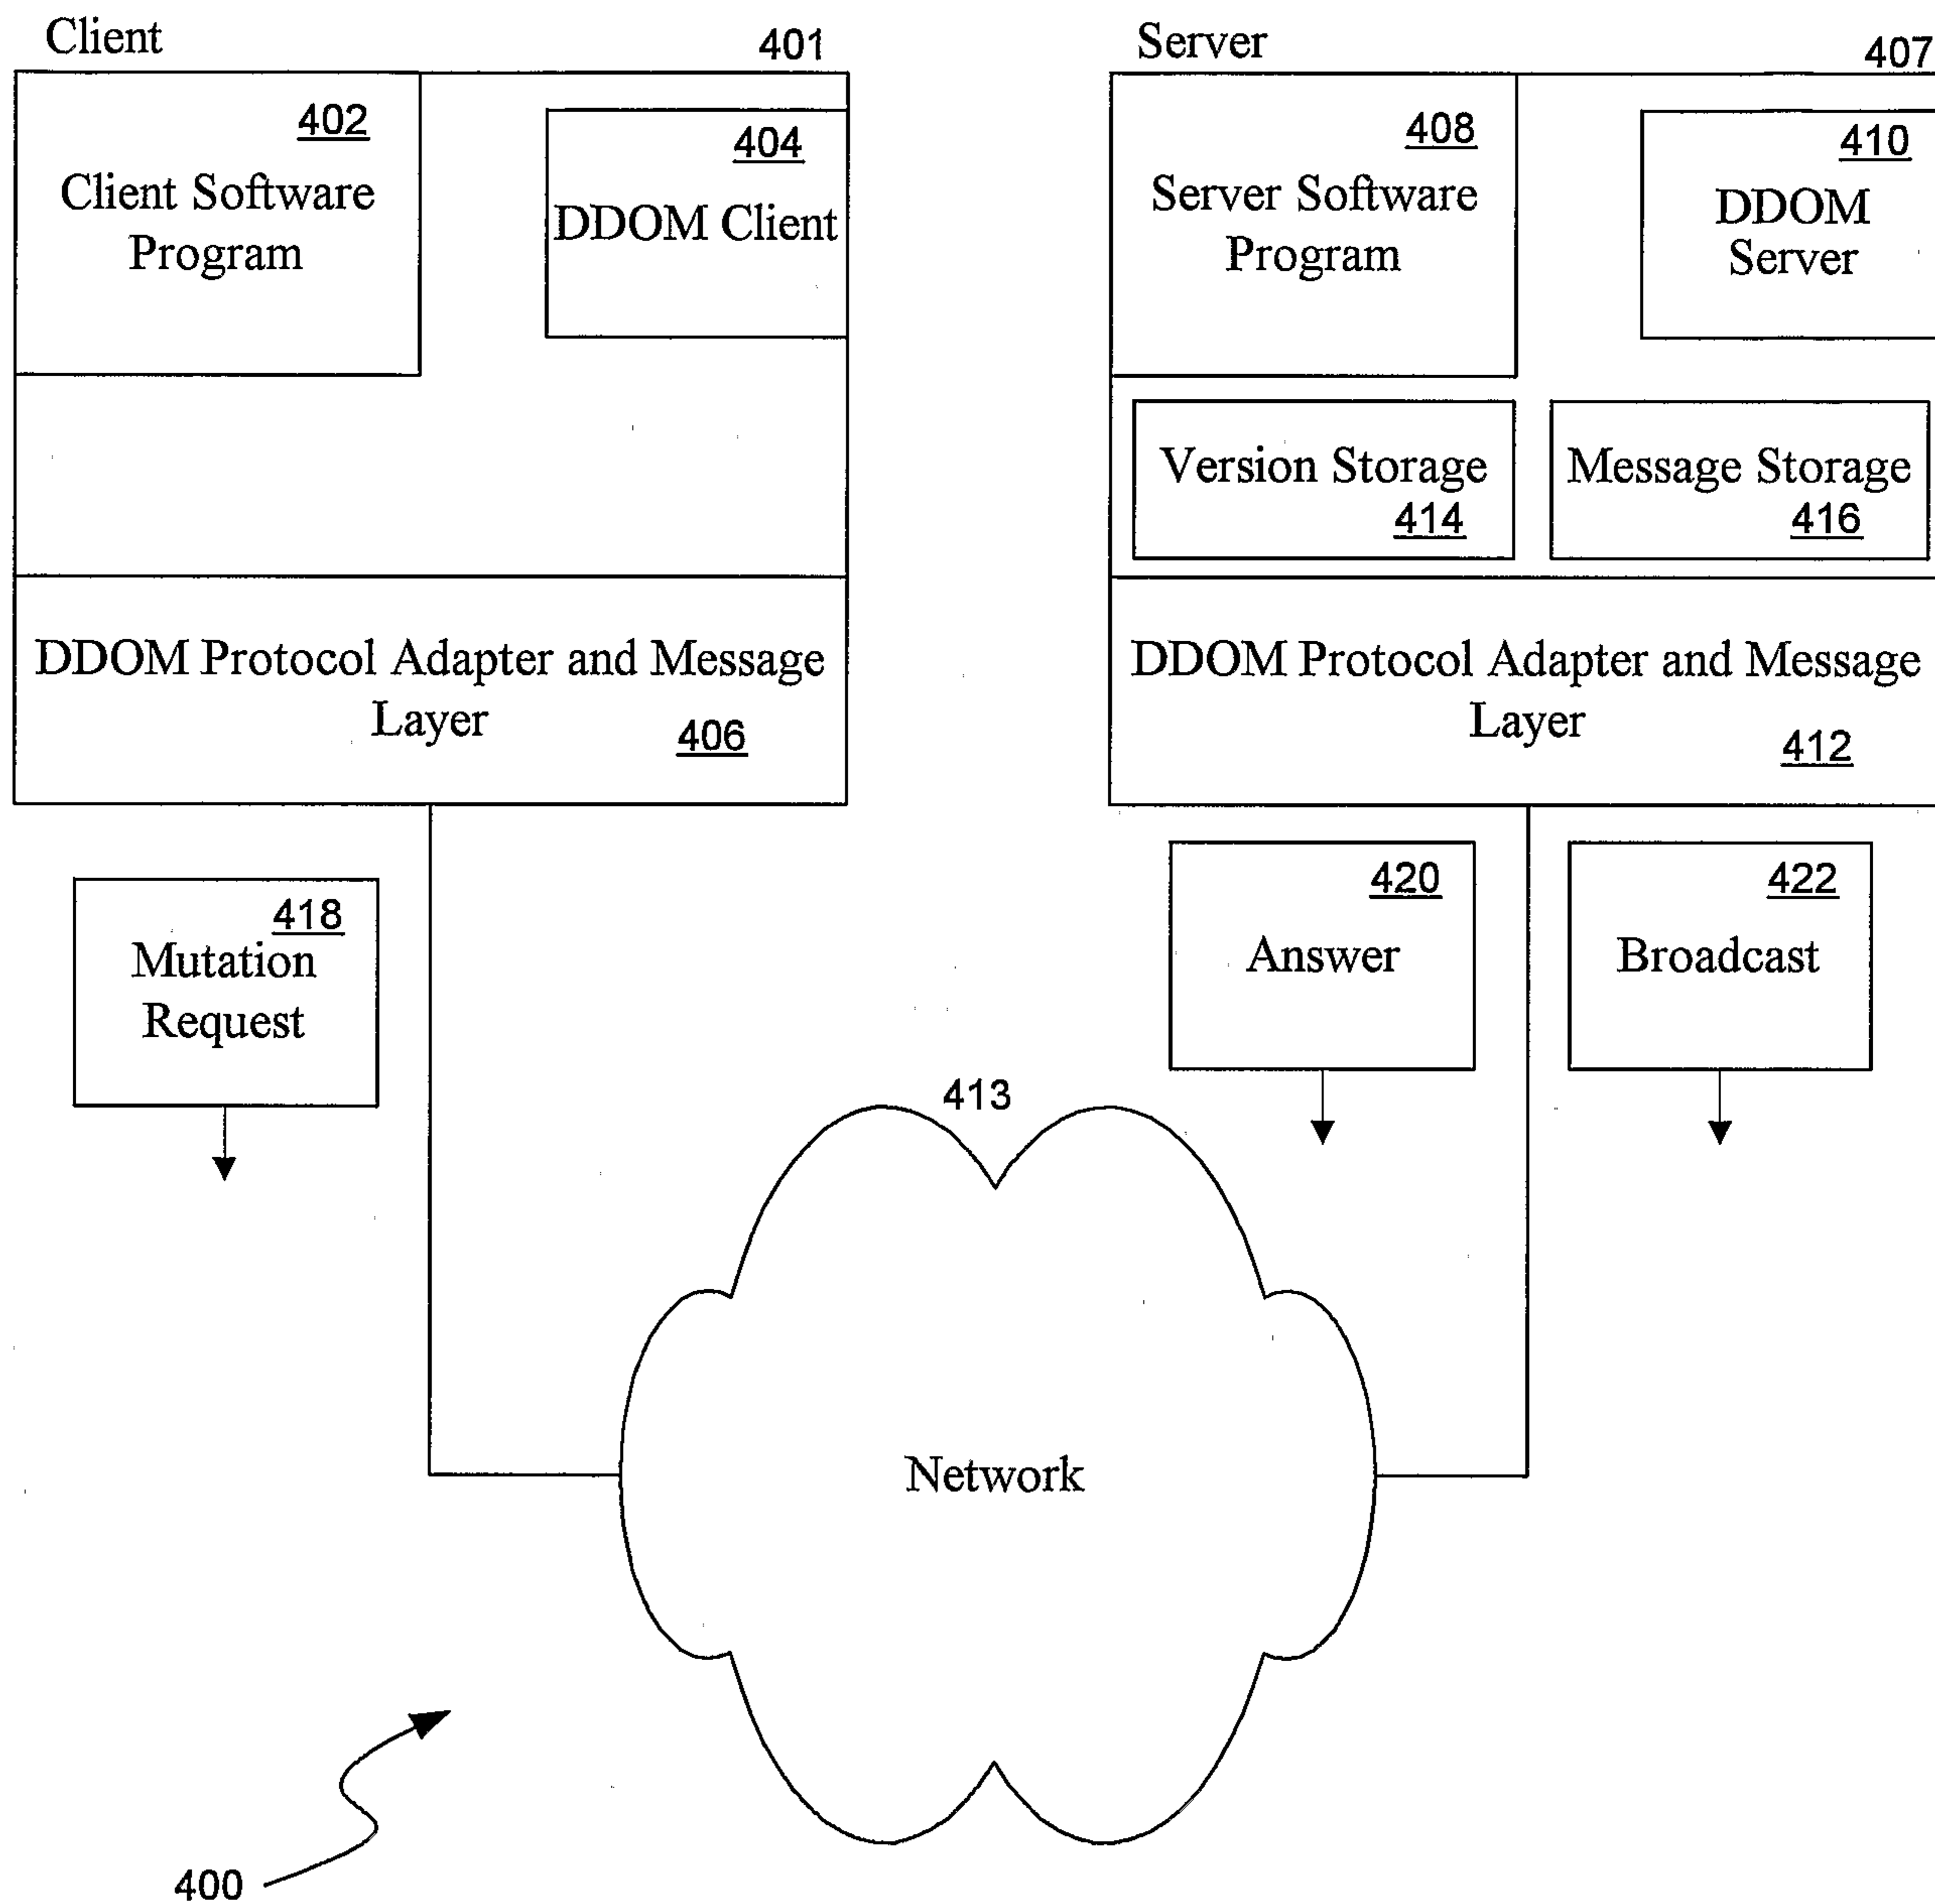 Client
401
402
Client Software
Program
404
DDOM Client
DDOM Protocol Adapter and Message
Layer
406
Server
407
408
Server Software
Program
410
DDOM
Server
Version Storage
414
Message Storage
416
DDOM Protocol Adapter and Message
Layer
412
418
Mutation
Request
420
Answer
422
Broadcast
413
Network
400